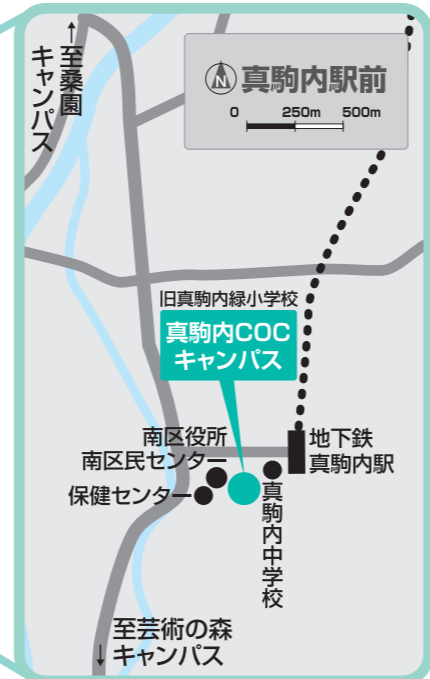 ↑
至桑園
キャンパス
N
真駒内駅前
0 250m 500m
旧真駒内緑小学校
真駒内COC
キャンパス
南区役所
南区民センター
保健センター
地下鉄
真駒内駅
真駒内中学校
至芸術の森
↓キャンパス